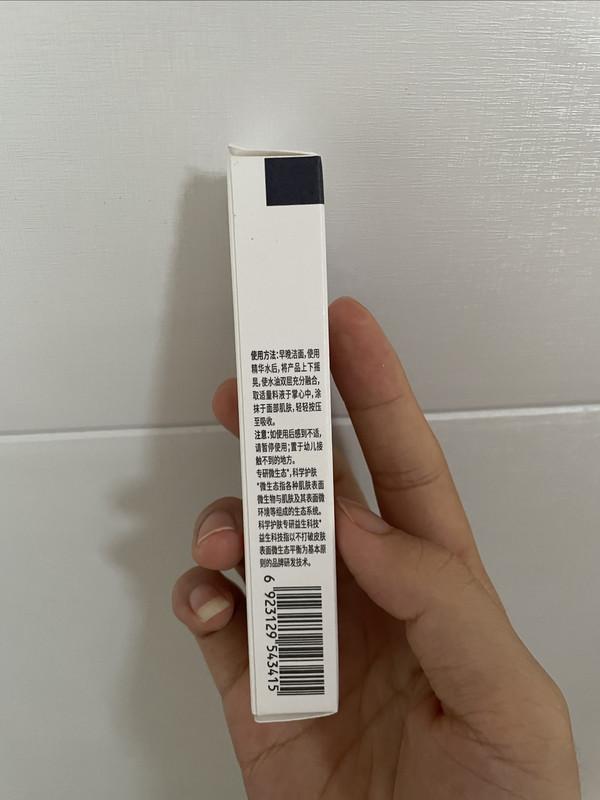 使用方法：早晚洁面，使用
精华水后，将产品上下摇
晃，使水油双层充分融合，
取适量料液于掌心中，涂
抹于面部肌肤，轻轻按压
至吸收。
注意：如使用后感到不适，
请暂停使用；置于幼儿接
触不到的地方。
专研微生态*，科学护肤
*微生态指各种肌肤表面
微生物与肌肤及其表面微
环境等组成的生态系统。
科学护肤专研益生科技*
益生科技指以不打破皮肤
表面微生态平衡为基本原
则的品牌研发技术。
6 923129 543415